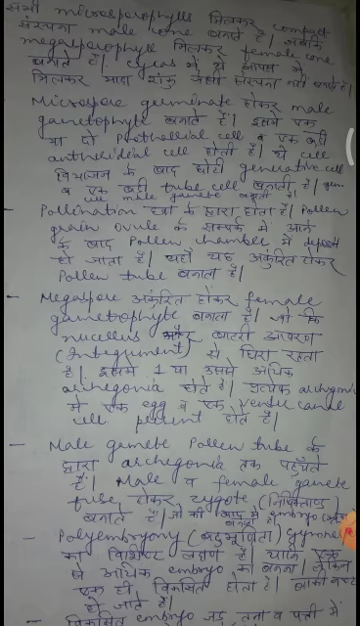 सभी microsporophylls मिलकर compact
संरचना male cone बनाते हैं। जबकि
megasporophyll मिलकर female cone
बनाते हैं। cycas में ये आपस में
मिलकर मादा शंकु जैसी संरचना नहीं बनाते हैं।
Microspore germinate होकर male
gametophyte बनाते हैं। इसमें एक
या दो Prothallial cell व एक बड़ी
antheridial cell होती है। ये cell
विभाजन के बाद छोटी generative cell
व एक बड़ी tube cell बनाती है।
male gamete बनाती है।
- Pollination हवा के द्वारा होता है। Pollen
grain ovule के सम्पर्क में आने
के बाद Pollen chamber में deposit
हो जाता है। यहाँ यह अंकुरित होकर
Pollen tube बनाता है।
- Megaspore अंकुरित होकर female
gametophyte बनाता है। जो कि
nucellus और बाहरी आवरण
(Integument) से घिरा रहता
है। इसमें 1 या उससे अधिक
archegonia होते हैं। प्रत्येक archegonia
में एक egg व एक venter canal
cell present होते हैं।
- Male gamete Pollen tube के
द्वारा archegonia तक पहुँचते
हैं। Male व female gamete
fuse होकर zygote (निषिक्ताण्ड)
बनाते हैं। जो की बाद में embryo
बनाता है।
- Polyembryony (बहुभ्रूणता) Gymnos
का विशिष्ट लक्षण है। यानि एक
से अधिक embryo का बनना। लेकिन
एक ही विकसित होता है। बाकी नष्ट
हो जाते हैं।
- विकसित embryo जड़, तना व पत्ती में